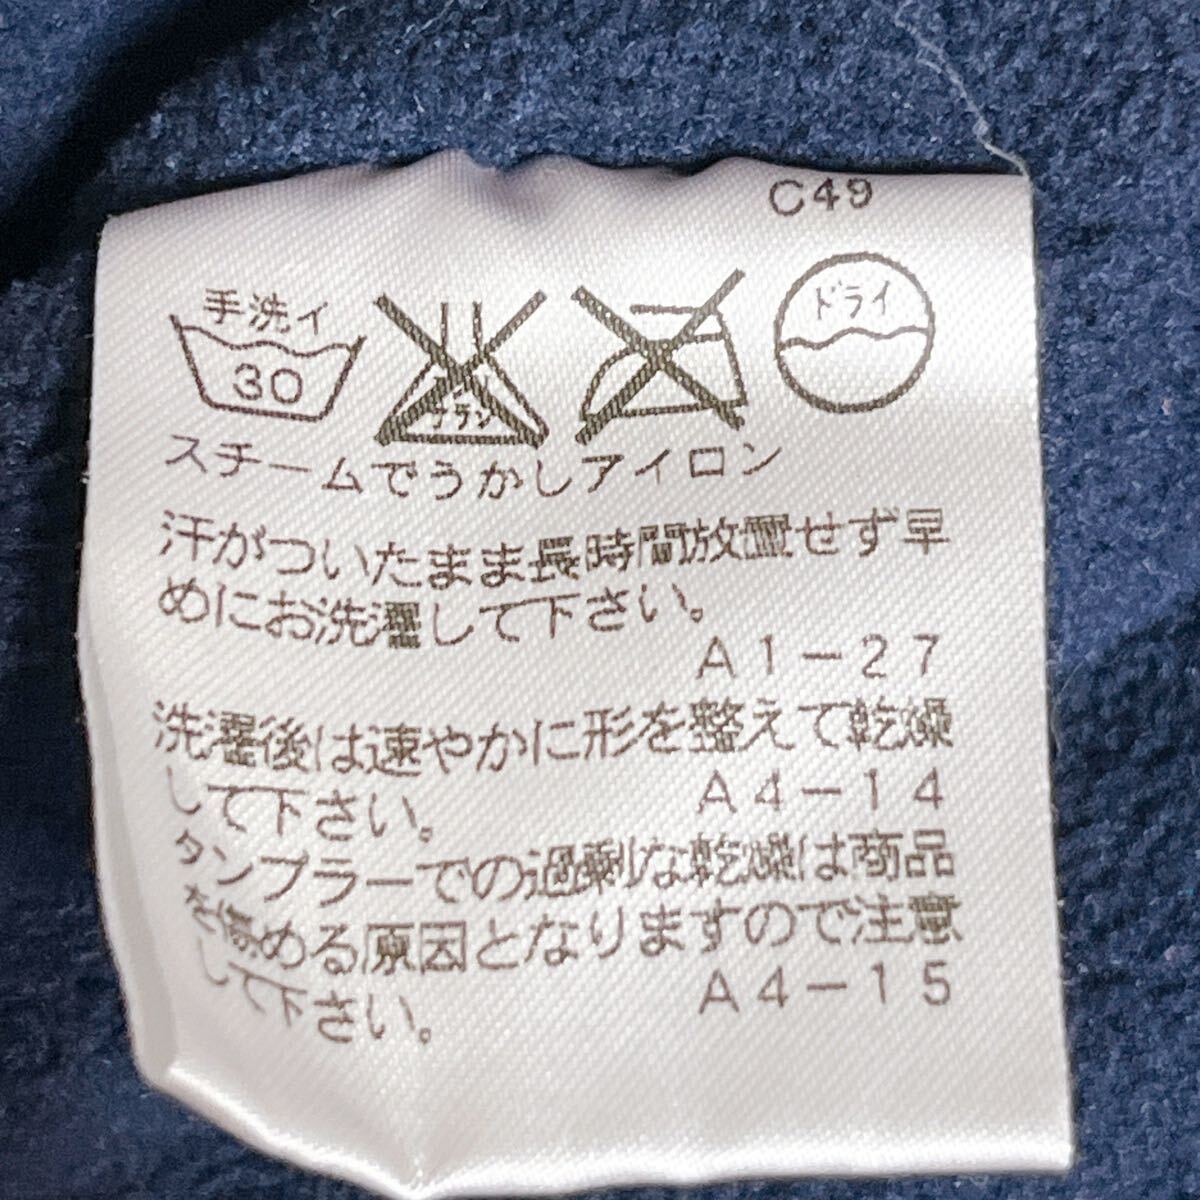 C49
手洗イ
30
ドライ
スチームでうかしアイロン
汗がついたまま長時間放置せず早
めにお洗濯して下さい。
A1-27
洗濯後は速やかに形を整えて乾燥
して下さい。
A4-14
タンブラーでの過剰な乾燥は商品
を傷める原因となりますので注意
して下さい。
A4-15